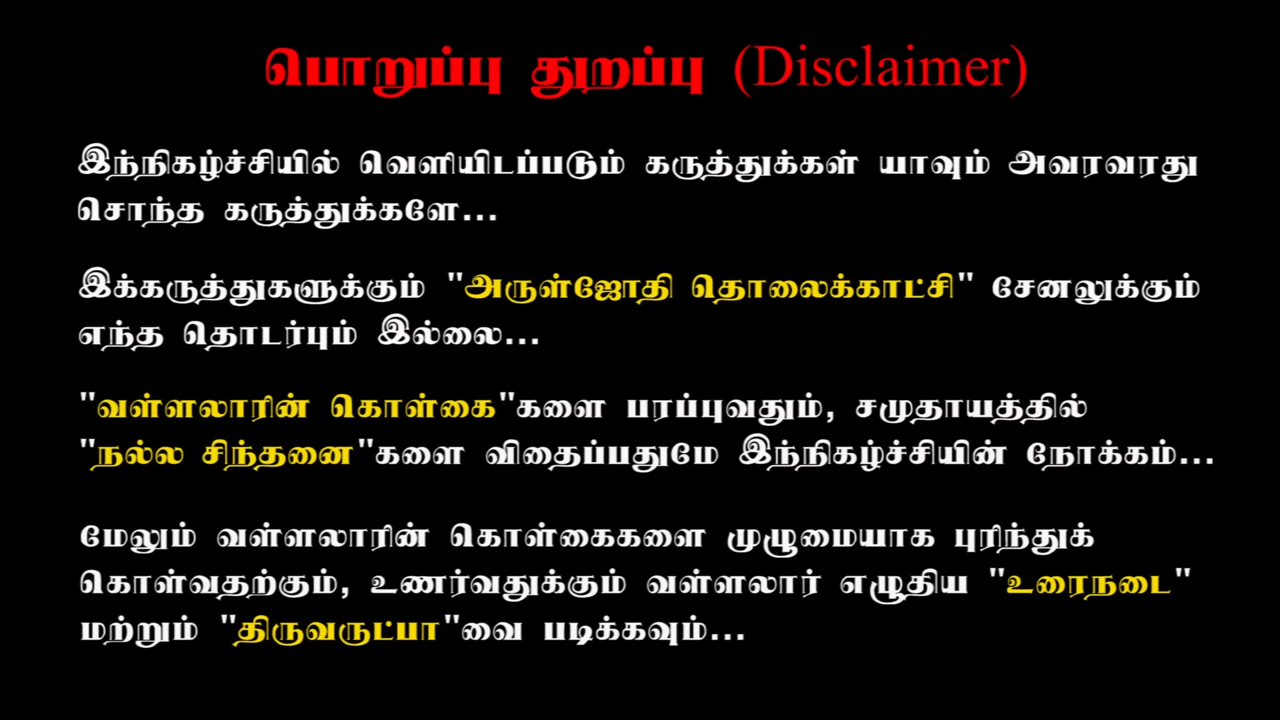 பொறுப்பு துறப்பு (Disclaimer)
இந்நிகழ்ச்சியில் வெளியிடப்படும் கருத்துக்கள் யாவும் அவரவரது
சொந்த கருத்துக்களே...
இக்கருத்துகளுக்கும் "அருள்ஜோதி தொலைக்காட்சி" சேனலுக்கும்
எந்த தொடர்பும் இல்லை...
"வள்ளலாரின் கொள்கை"களை பரப்புவதும், சமுதாயத்தில்
"நல்ல சிந்தனை"களை விதைப்பதுமே இந்நிகழ்ச்சியின் நோக்கம்...
மேலும் வள்ளலாரின் கொள்கைகளை முழுமையாக புரிந்துக்
கொள்வதற்கும், உணர்வதுக்கும் வள்ளலார் எழுதிய "உரைநடை"
மற்றும் "திருவருட்பா"வை படிக்கவும்...